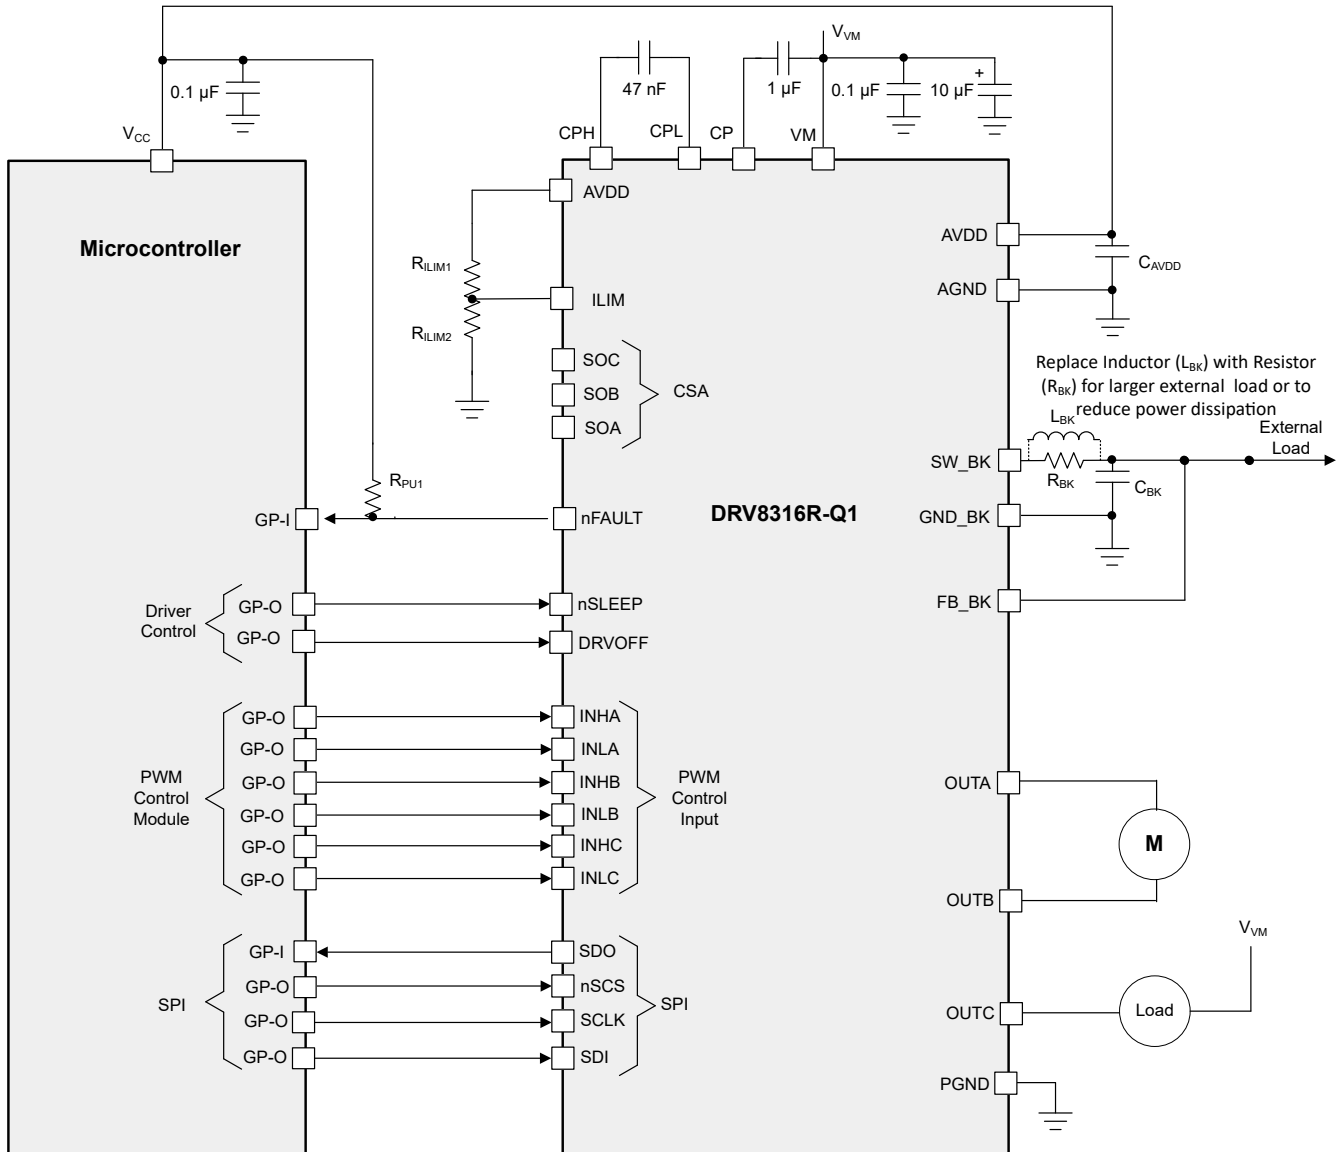 V_VM
0.1 µF
47 nF
1 µF
0.1 µF
+
10 µF
V_CC
CPH
CPL
CP
VM
Microcontroller
AVDD
R_ILIM1
ILIM
R_ILIM2
SOC
SOB
SOA
CSA
AVDD
C_AVDD
AGND
Replace Inductor (L_BK) with Resistor
(R_BK) for larger external load or to
reduce power dissipation
L_BK
External
Load
SW_BK
R_BK
C_BK
GND_BK
FB_BK
R_PU1
GP-I
nFAULT
DRV8316R-Q1
Driver
Control
GP-O
nSLEEP
GP-O
DRVOFF
PWM
Control
Module
GP-O
INHA
GP-O
INLA
GP-O
INHB
GP-O
INLB
GP-O
INHC
GP-O
INLC
PWM
Control
Input
OUTA
M
OUTB
SPI
GP-I
SDO
GP-O
nSCS
GP-O
SCLK
GP-O
SDI
SPI
V_VM
OUTC
Load
PGND